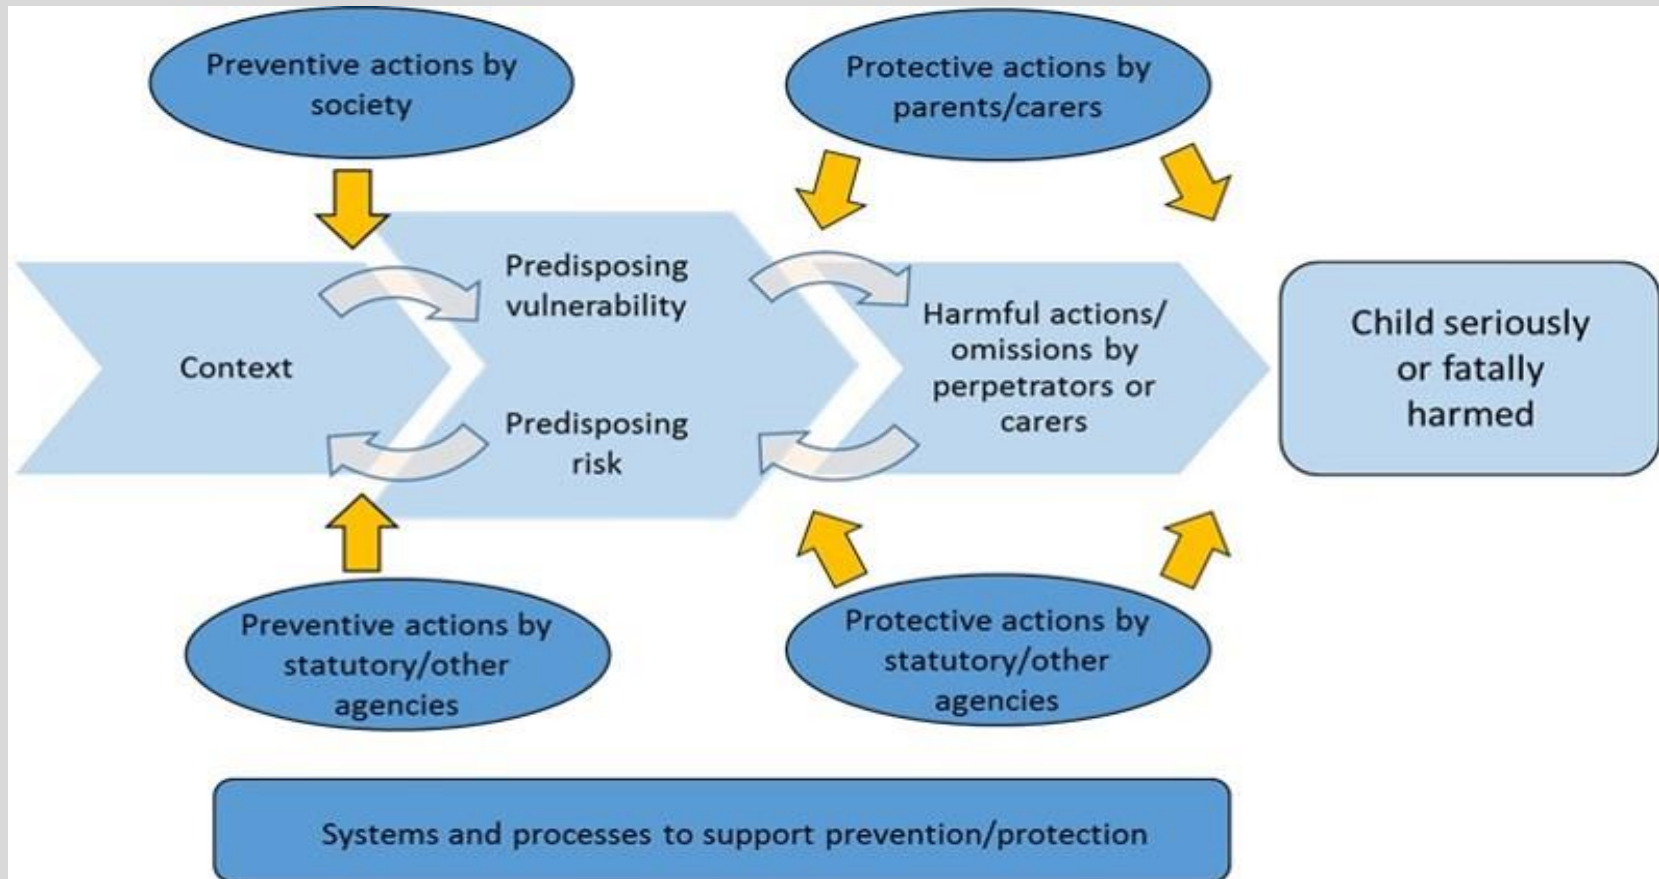 Preventive actions by
society
Protective actions by
parents/carers
Context
Predisposing
vulnerability
Predisposing
risk
Harmful actions/
omissions by
perpetrators or
carers
Child seriously
or fatally
harmed
Preventive actions by
statutory/other
agencies
Protective actions by
statutory/other
agencies
Systems and processes to support prevention/protection